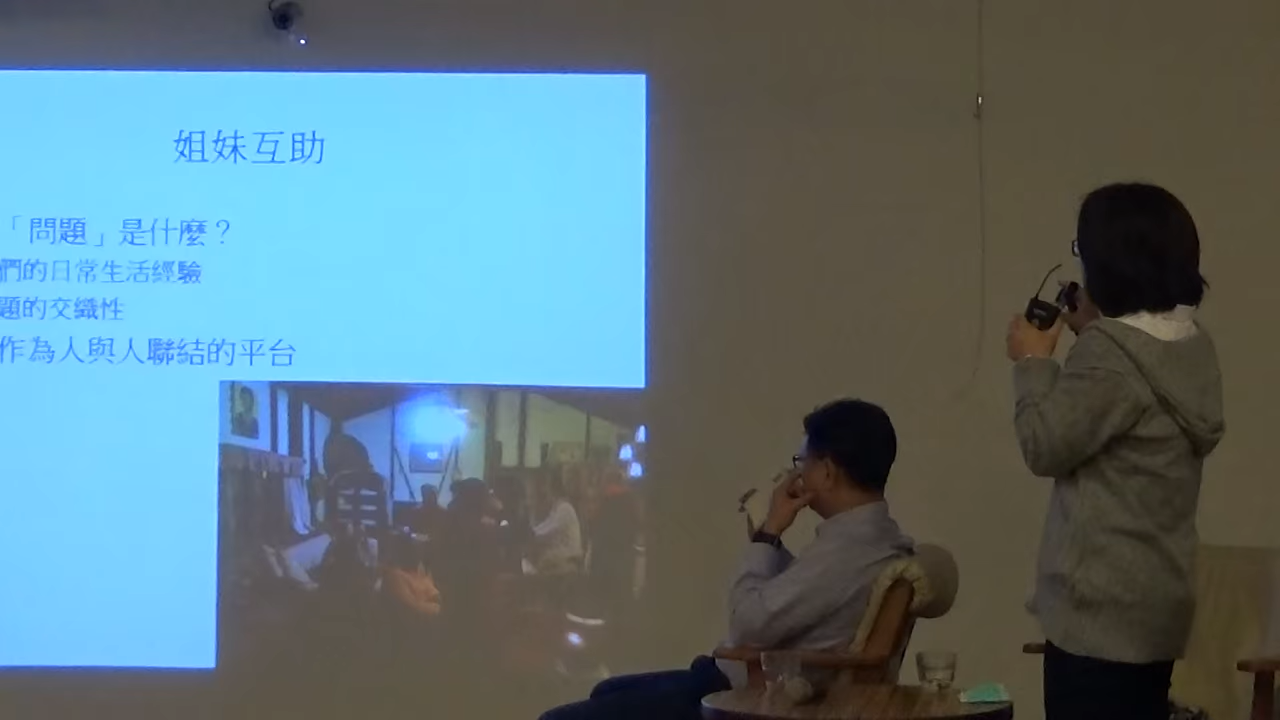 姐妹互助
「問題」是什麼？
們的日常生活經驗
題的交織性
作為人與人聯結的平台